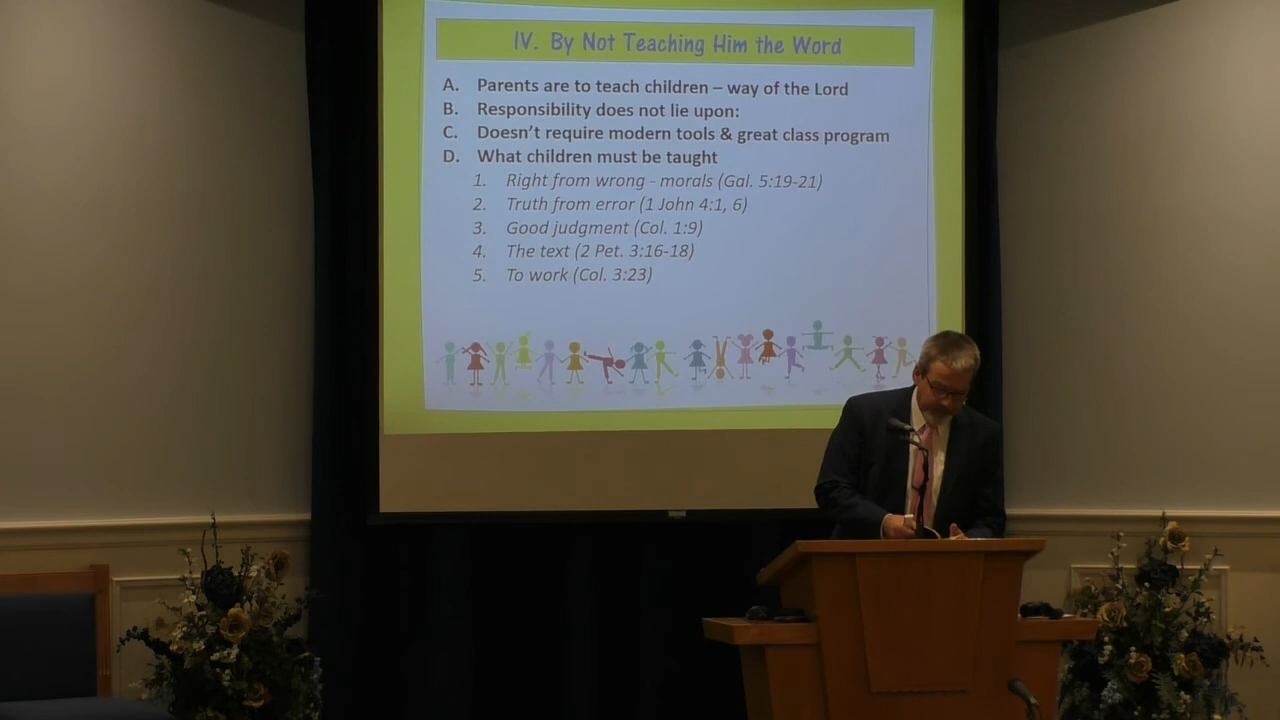 IV. By Not Teaching Him the Word
A. Parents are to teach children – way of the Lord
B. Responsibility does not lie upon:
C. Doesn't require modern tools & great class program
D. What children must be taught
1. Right from wrong - morals (Gal. 5:19-21)
2. Truth from error (1 John 4:1, 6)
3. Good judgment (Col. 1:9)
4. The text (2 Pet. 3:16-18)
5. To work (Col. 3:23)